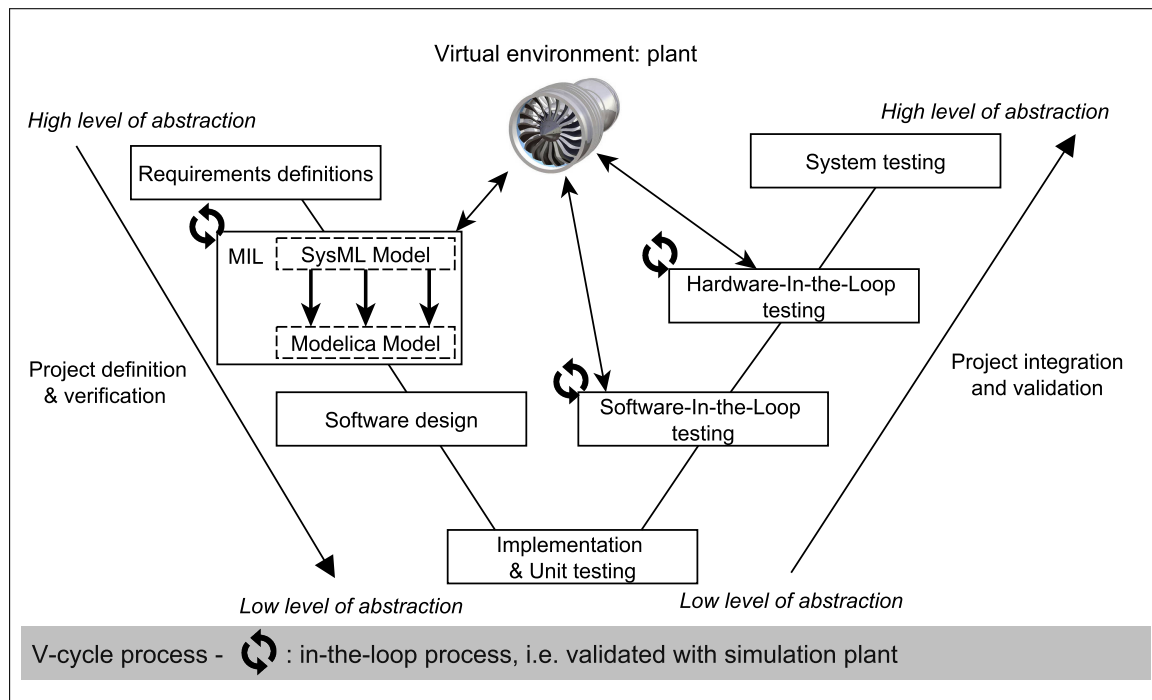 Virtual environment: plant
High level of abstraction
High level of abstraction
Requirements definitions
System testing
MIL
SysML Model
Modelica Model
Hardware-In-the-Loop
testing
Project definition
& verification
Project integration
and validation
Software design
Software-In-the-Loop
testing
Implementation
& Unit testing
Low level of abstraction
Low level of abstraction
V-cycle process - : in-the-loop process, i.e. validated with simulation plant